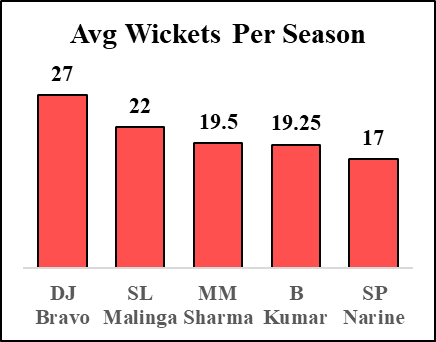 Avg Wickets Per Season
27
22
19.5
19.25
17
DJ
Bravo
SL
Malinga
MM
Sharma
B
Kumar
SP
Narine